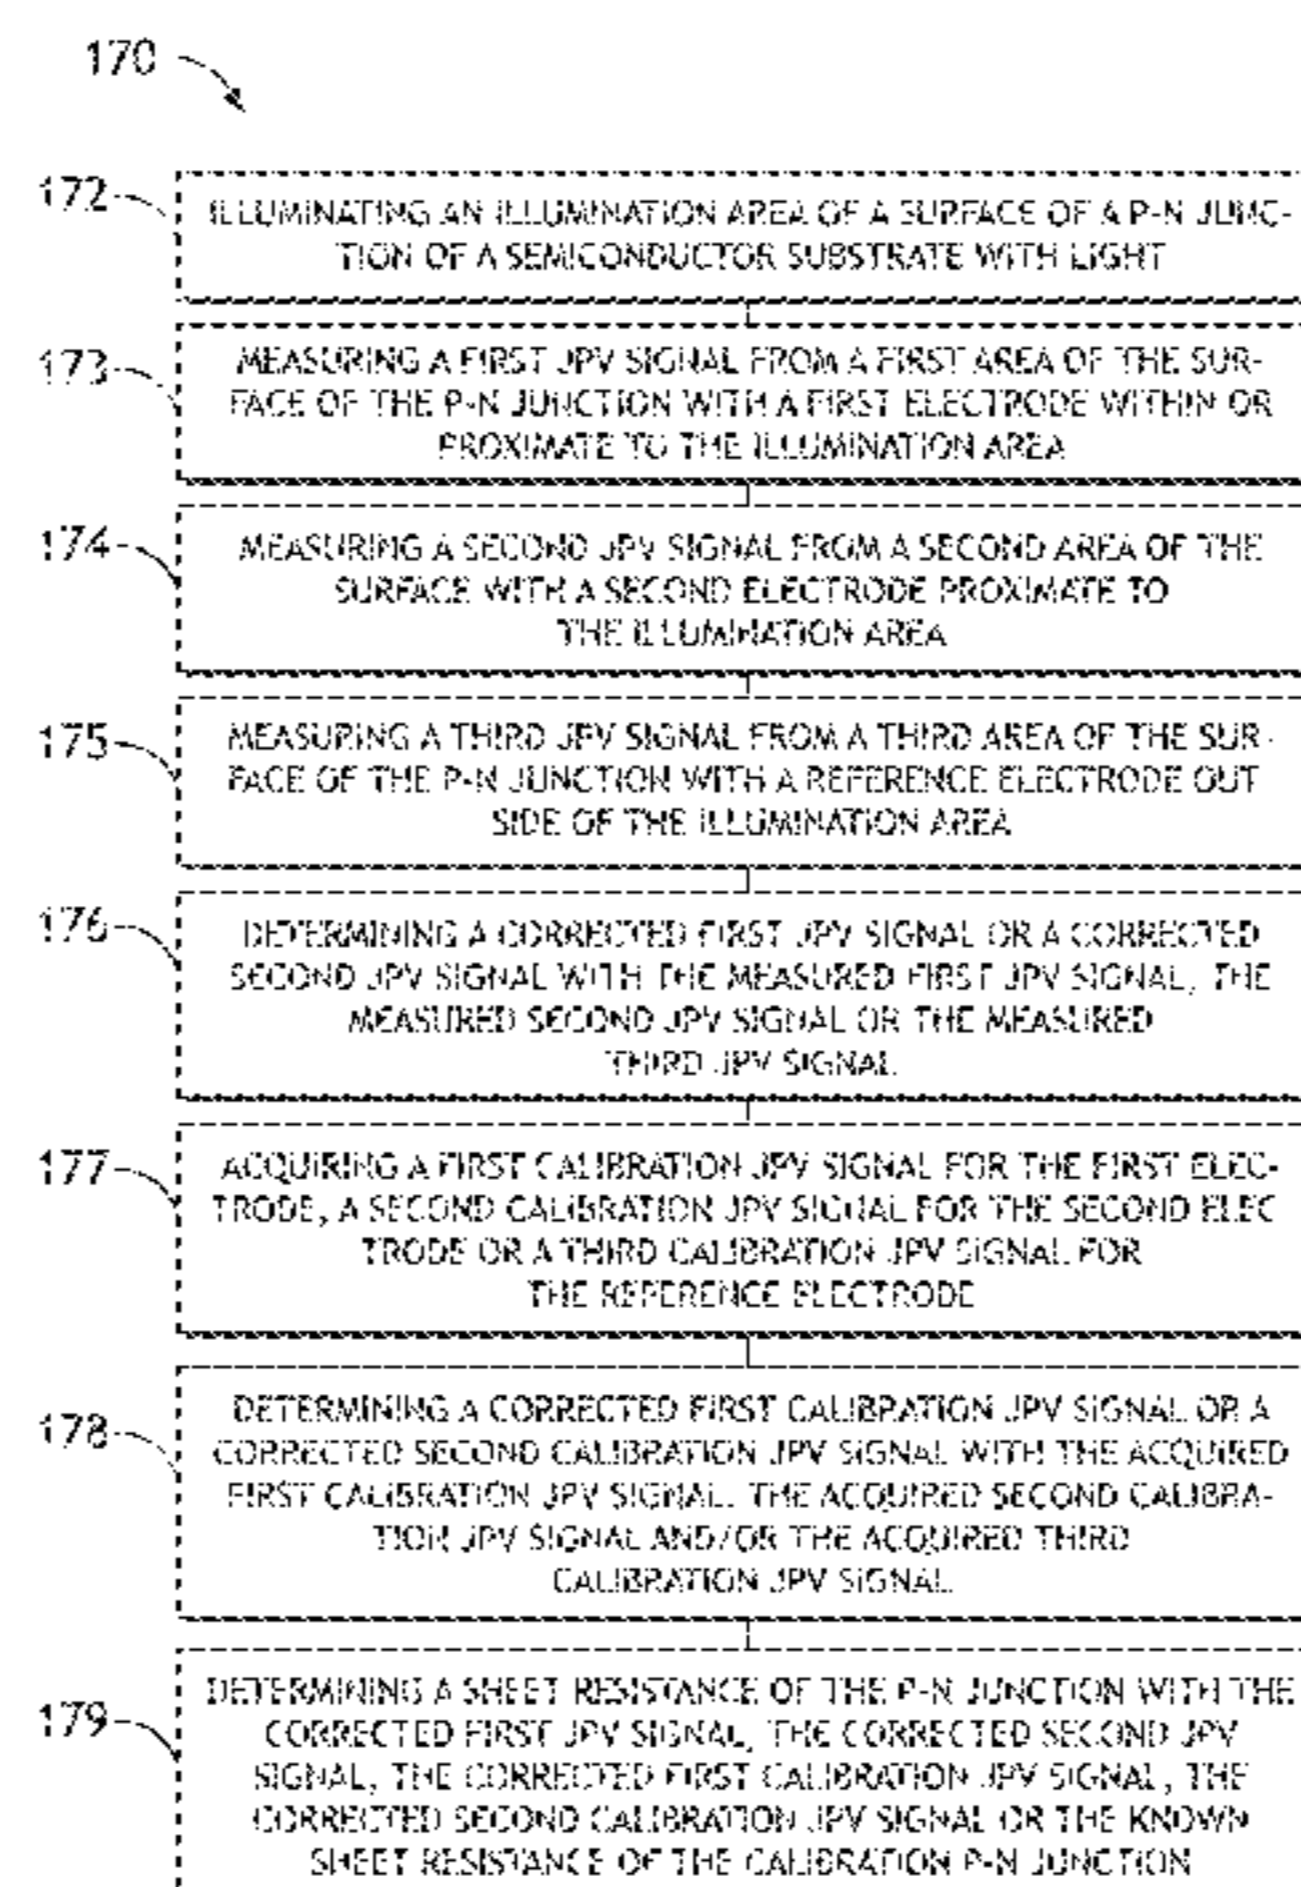 170
172
ILLUMINATING AN ILLUMINATION AREA OF A SURFACE OF A P-N JUNC-
TION OF A SEMICONDUCTOR SUBSTRATE WITH LIGHT
173
MEASURING A FIRST JPV SIGNAL FROM A FIRST AREA OF THE SUR-
FACE OF THE P-N JUNCTION WITH A FIRST ELECTRODE WITHIN OR
PROXIMATE TO THE ILLUMINATION AREA
174
MEASURING A SECOND JPV SIGNAL FROM A SECOND AREA OF THE
SURFACE WITH A SECOND ELECTRODE PROXIMATE TO
THE ILLUMINATION AREA
175
MEASURING A THIRD JPV SIGNAL FROM A THIRD AREA OF THE SUR-
FACE OF THE P-N JUNCTION WITH A REFERENCE ELECTRODE OUT
SIDE OF THE ILLUMINATION AREA
176
DETERMINING A CORRECTED FIRST JPV SIGNAL OR A CORRECTED
SECOND JPV SIGNAL WITH THE MEASURED FIRST JPV SIGNAL, THE
MEASURED SECOND JPV SIGNAL OR THE MEASURED
THIRD JPV SIGNAL
177
ACQUIRING A FIRST CALIBRATION JPV SIGNAL FOR THE FIRST ELEC-
TRODE, A SECOND CALIBRATION JPV SIGNAL FOR THE SECOND ELEC
TRODE OR A THIRD CALIBRATION JPV SIGNAL FOR
THE REFERENCE ELECTRODE
178
DETERMINING A CORRECTED FIRST CALIBRATION JPV SIGNAL OR A
CORRECTED SECOND CALIBRATION JPV SIGNAL WITH THE ACQUIRED
FIRST CALIBRATION JPV SIGNAL, THE ACQUIRED SECOND CALIBRA-
TION JPV SIGNAL AND/OR THE ACQUIRED THIRD
CALIBRATION JPV SIGNAL
179
DETERMINING A SHEET RESISTANCE OF THE P-N JUNCTION WITH THE
CORRECTED FIRST JPV SIGNAL, THE CORRECTED SECOND JPV
SIGNAL, THE CORRECTED FIRST CALIBRATION JPV SIGNAL, THE
CORRECTED SECOND CALIBRATION JPV SIGNAL OR THE KNOWN
SHEET RESISTANCE OF THE CALIBRATION P-N JUNCTION